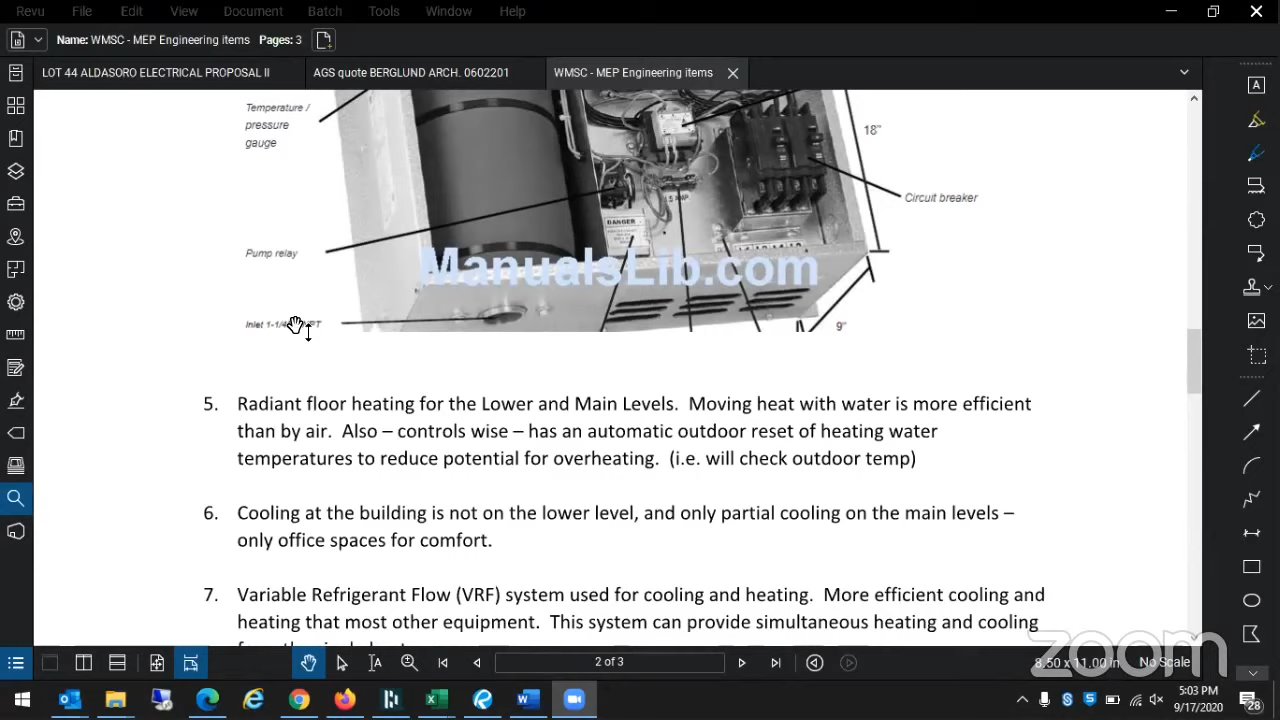 Revu File Edit View Document Batch Tools Window Help
Name: WMSC - MEP Engineering items Pages: 3
LOT 44 ALDASORO ELECTRICAL PROPOSAL II
AGS quote BERGLUND ARCH. 0602201
WMSC - MEP Engineering items
Temperature /
pressure
gauge
18"
Circuit breaker
DANGER
Pump relay
ManualsLib.com
Inlet 1-1/4"
9"
5. Radiant floor heating for the Lower and Main Levels. Moving heat with water is more efficient
than by air. Also – controls wise – has an automatic outdoor reset of heating water
temperatures to reduce potential for overheating. (i.e. will check outdoor temp)
6. Cooling at the building is not on the lower level, and only partial cooling on the main levels –
only office spaces for comfort.
7. Variable Refrigerant Flow (VRF) system used for cooling and heating. More efficient cooling and
heating that most other equipment. This system can provide simultaneous heating and cooling
2 of 3
8.50 x 11.00 in No Scale
zoom
5:03 PM
9/17/2020
28